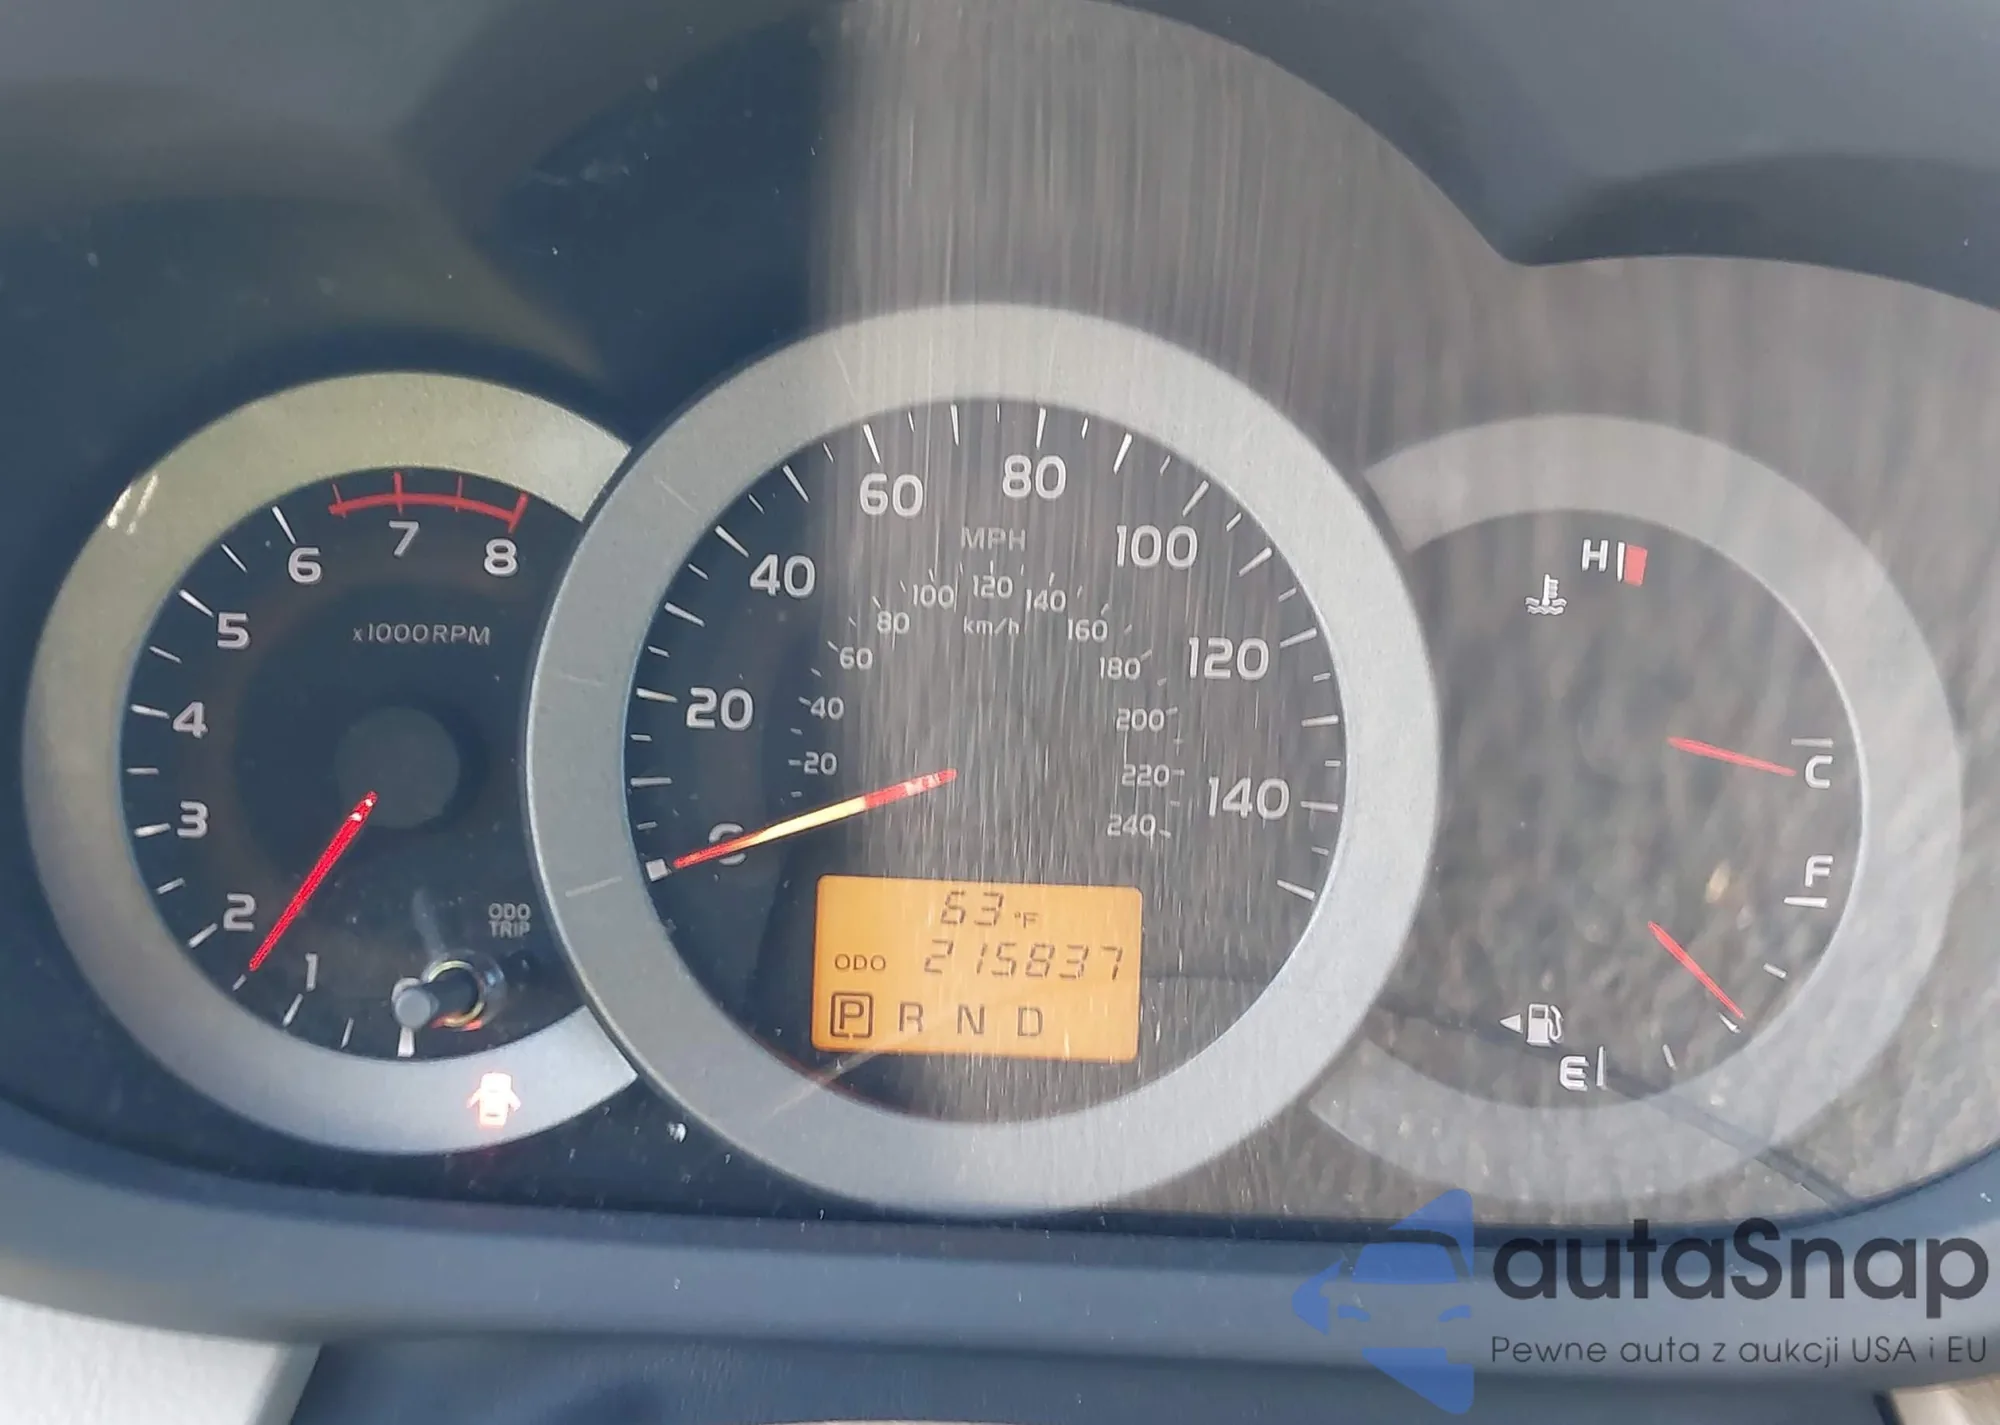 x1000RPM
1
2
3
4
5
6
7
8
ODO
TRIP
MPH
0
20
40
60
80
100
120
140
km/h
20
40
60
80
100
120
140
160
180
200
220
240
63°F
ODO 215837
P R N D
H
C
F
E
autaSnap
Pewne auta z aukcji USA i EU